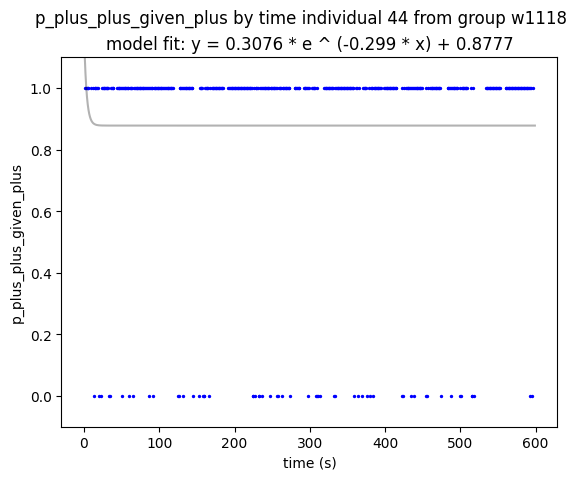 p_plus_plus_given_plus by time individual 44 from group w1118
model fit: y = 0.3076 * e ^ (-0.299 * x) + 0.8777
p_plus_plus_given_plus
1.0
0.8
0.6
0.4
0.2
0.0
0 100 200 300 400 500 600
time (s)